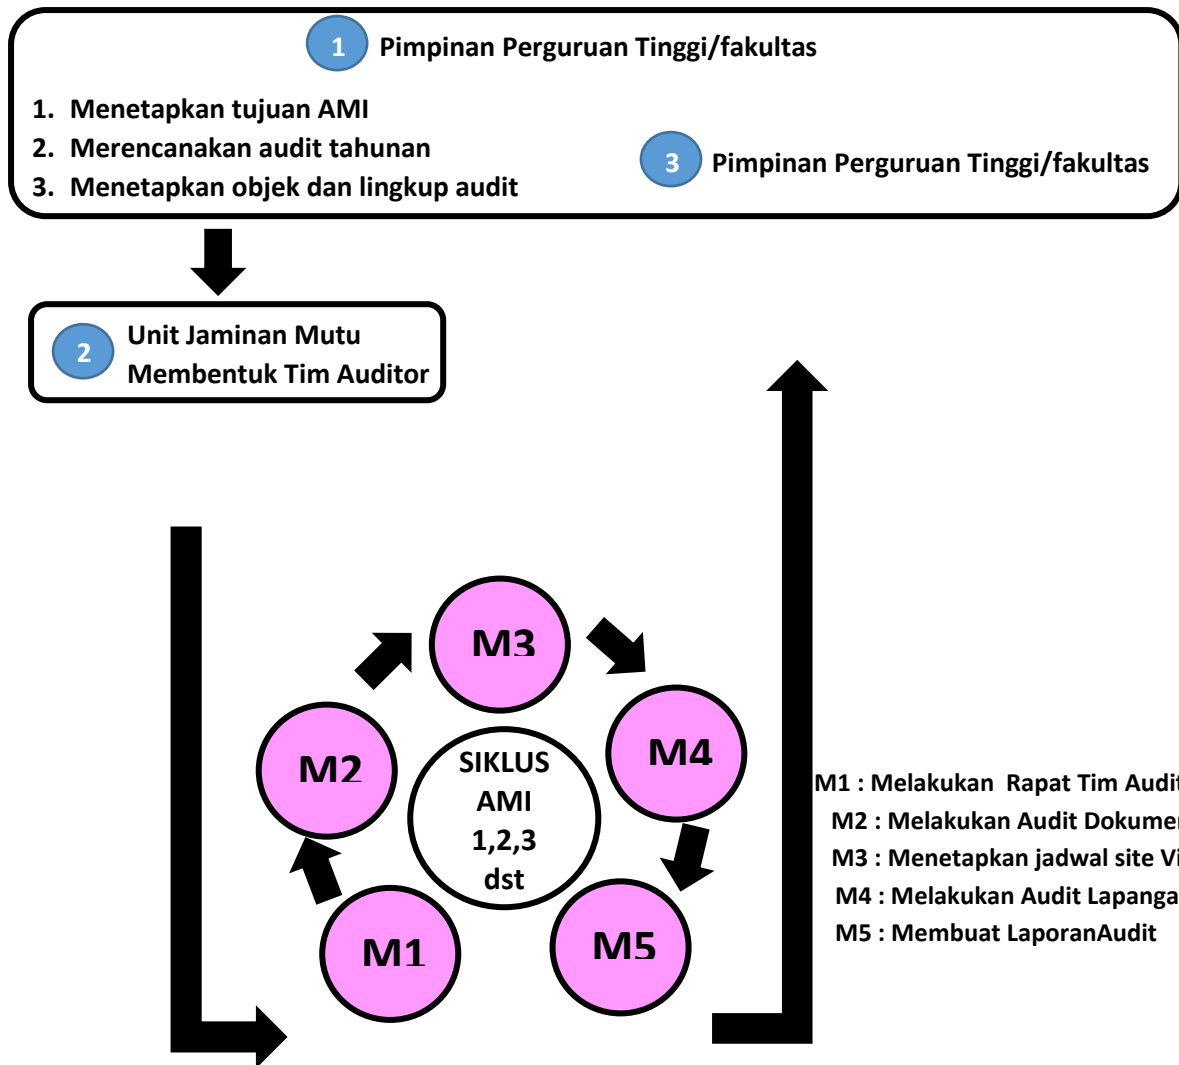 1 Pimpinan Perguruan Tinggi/fakultas
1. Menetapkan tujuan AMI
2. Merencanakan audit tahunan
3. Menetapkan objek dan lingkup audit
3 Pimpinan Perguruan Tinggi/fakultas
2 Unit Jaminan Mutu
Membentuk Tim Auditor
M3
M2
M4
SIKLUS
AMI
1,2,3
dst
M1
M5
M1 : Melakukan Rapat Tim Audit
M2 : Melakukan Audit
M3 : Menetapkan jadwal site
M4 : Melakukan Audit
M5 : Membuat LaporanAudit